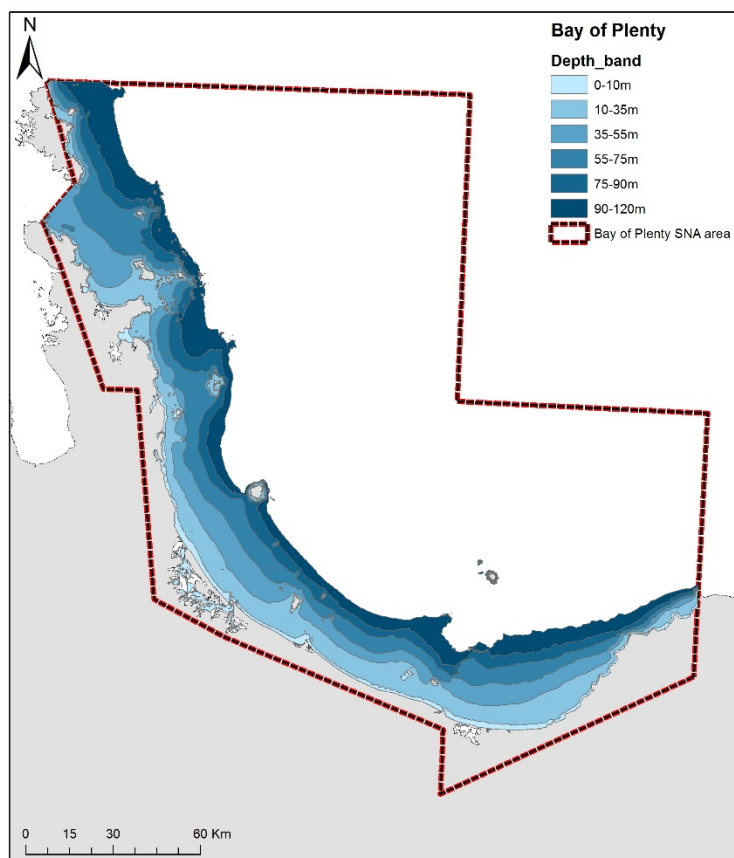 N
Bay of Plenty
Depth_band
0-10m
10-35m
35-55m
55-75m
75-90m
90-120m
Bay of Plenty SNA area
0 15 30 60 Km